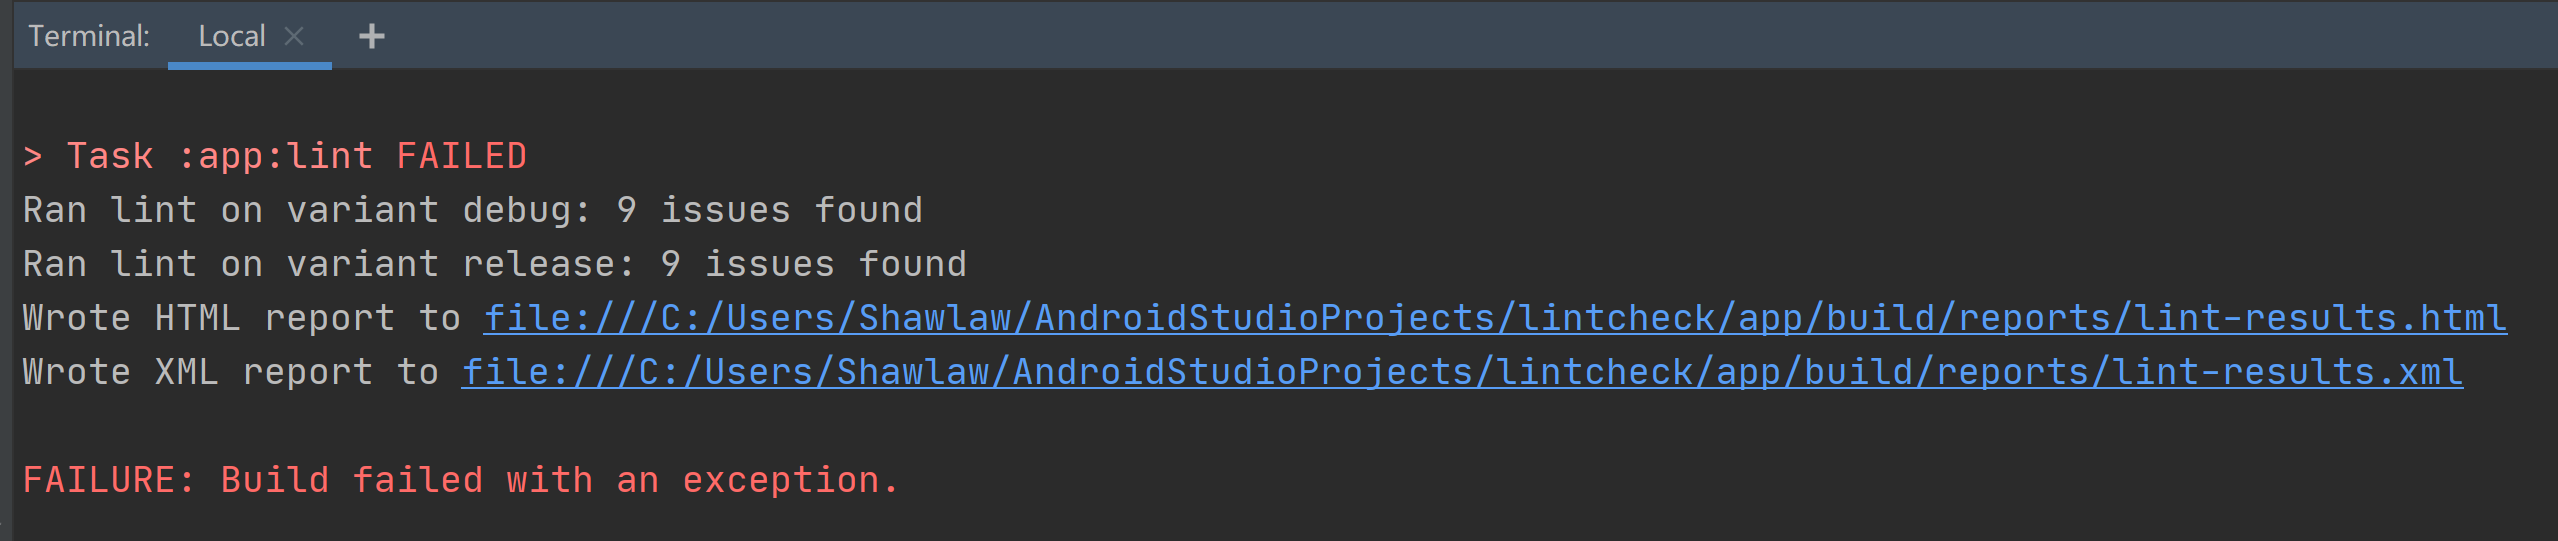 Terminal: Local × +
> Task :app:lint FAILED
Ran lint on variant debug: 9 issues found
Ran lint on variant release: 9 issues found
Wrote HTML report to file:///C:/Users/Shawlaw/AndroidStudioProjects/lintcheck/app/build/reports/lint-results.html
Wrote XML report to file:///C:/Users/Shawlaw/AndroidStudioProjects/lintcheck/app/build/reports/lint-results.xml
FAILURE: Build failed with an exception.